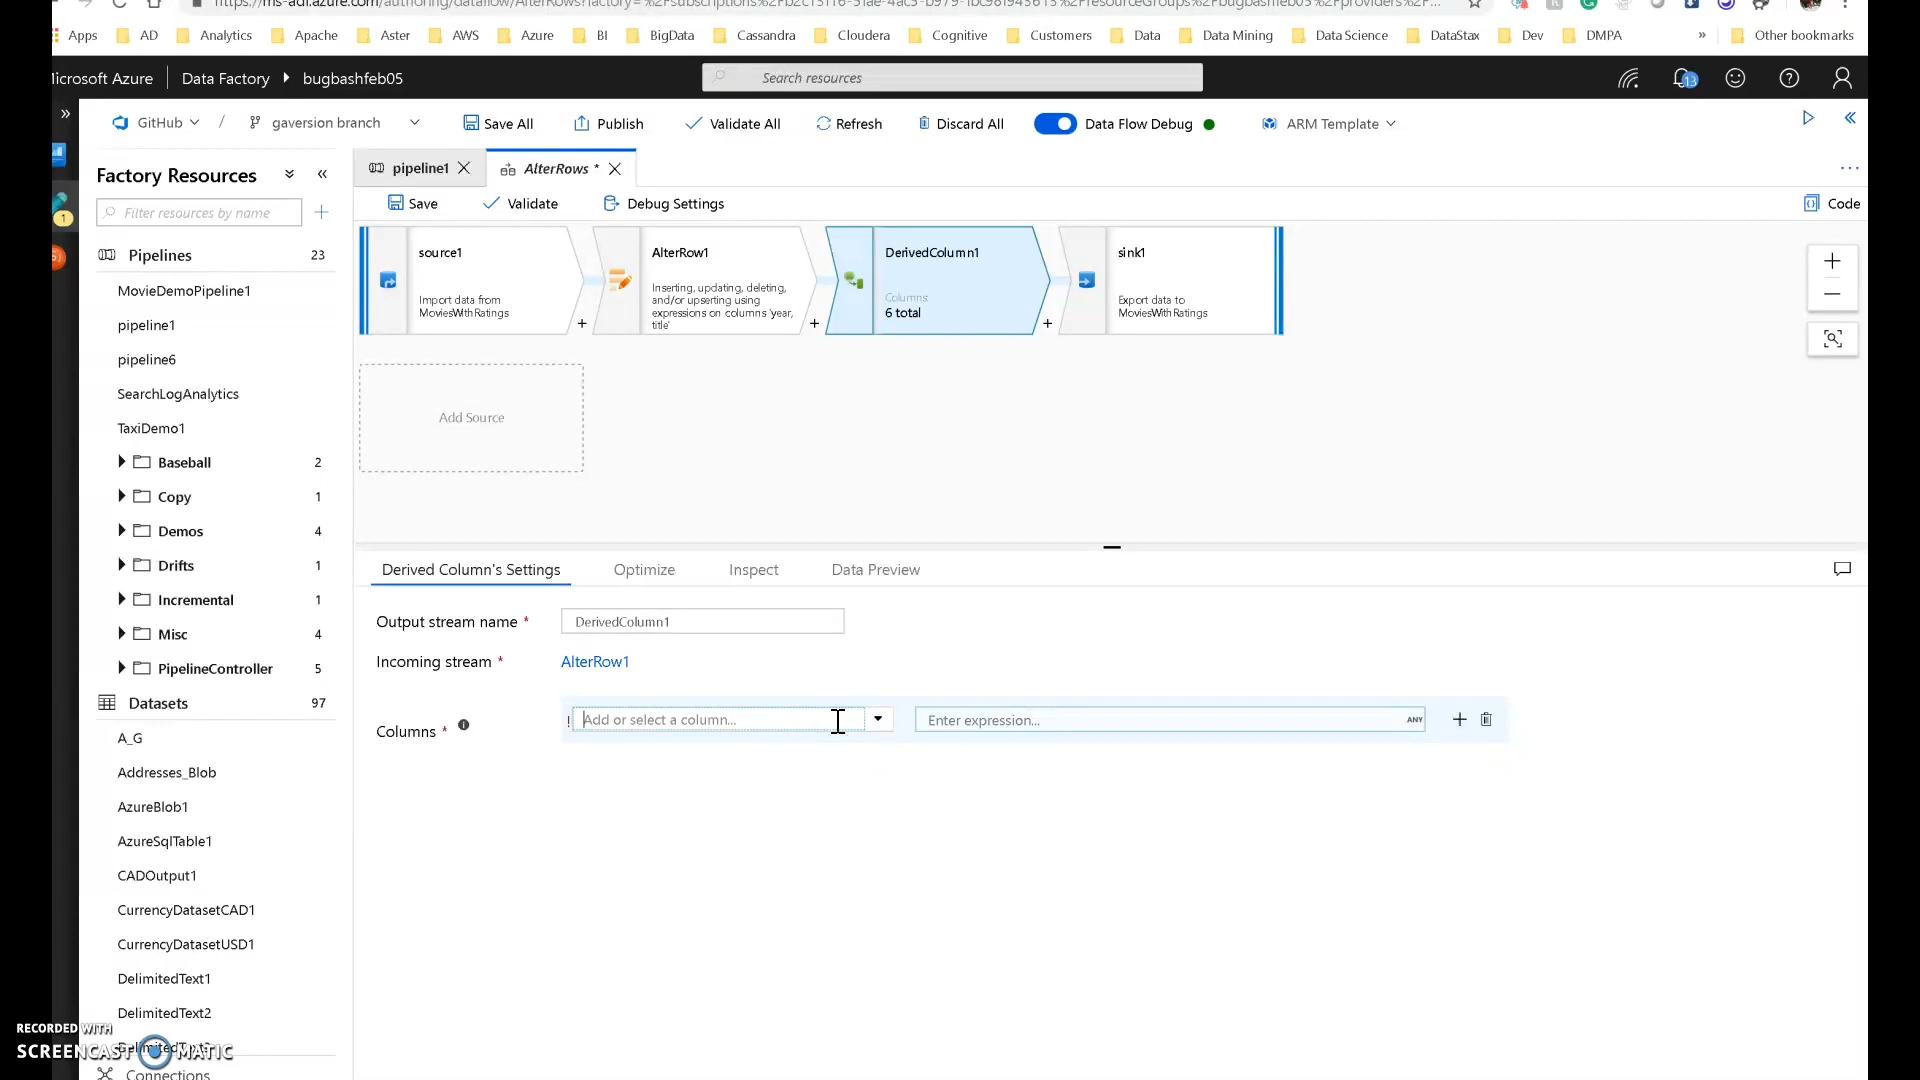 Apps AD Analytics Apache Aster AWS Azure BI BigData Cassandra Cloudera Cognitive Customers Data Data Mining Data Science DataStax Dev DMPA » Other bookmarks
Microsoft Azure Data Factory bugbashfeb05 Search resources 13
» GitHub / gaversion branch Save All Publish Validate All Refresh Discard All Data Flow Debug ARM Template «
Factory Resources «
pipeline1 AlterRows * ...
Filter resources by name +
Save Validate Debug Settings Code
1
Pipelines 23
MovieDemoPipeline1
pipeline1
pipeline6
SearchLogAnalytics
TaxiDemo1
Baseball 2
Copy 1
Demos 4
Drifts 1
Incremental 1
Misc 4
PipelineController 5
Datasets 97
A_G
Addresses_Blob
AzureBlob1
AzureSqlTable1
CADOutput1
CurrencyDatasetCAD1
CurrencyDatasetUSD1
DelimitedText1
DelimitedText2
Connections
source1
Import data from
MoviesWithRatings
+
AlterRow1
Inserting, updating, deleting,
and/or upserting using
expressions on columns 'year,
title'
+
DerivedColumn1
Columns:
6 total
+
sink1
Export data to
MoviesWithRatings
Add Source
Derived Column's Settings Optimize Inspect Data Preview
Output stream name * DerivedColumn1
Incoming stream * AlterRow1
Columns * ! Add or select a column... Enter expression... ANY +
RECORDED WITH
SCREENCAST MATIC